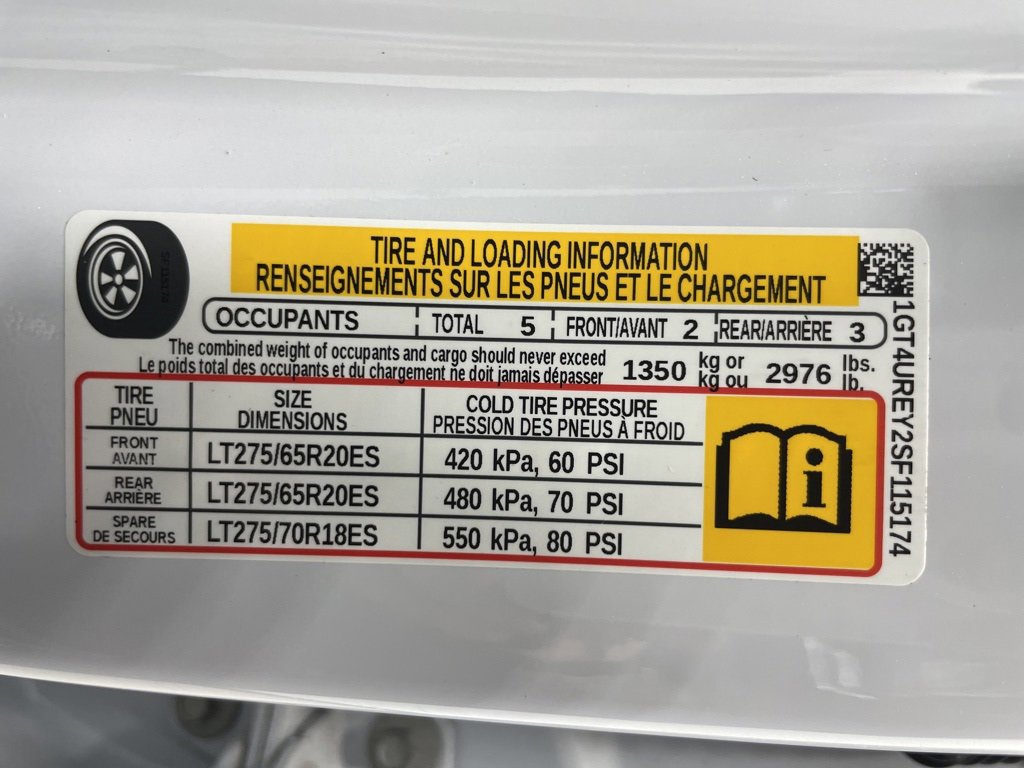 TIRE AND LOADING INFORMATION
RENSEIGNEMENTS SUR LES PNEUS ET LE CHARGEMENT
OCCUPANTS TOTAL 5 FRONT/AVANT 2 REAR/ARRIÈRE 3
The combined weight of occupants and cargo should never exceed 1350 kg or 2976 lbs.
Le poids total des occupants et du chargement ne doit jamais dépasser kg ou lb.
TIRE SIZE COLD TIRE PRESSURE
PNEU DIMENSIONS PRESSION DES PNEUS À FROID
FRONT
AVANT LT275/65R20ES 420 kPa, 60 PSI
REAR
ARRIÈRE LT275/65R20ES 480 kPa, 70 PSI
SPARE
DE SECOURS LT275/70R18ES 550 kPa, 80 PSI
i
1GT4UREY2SF115174
SF115174